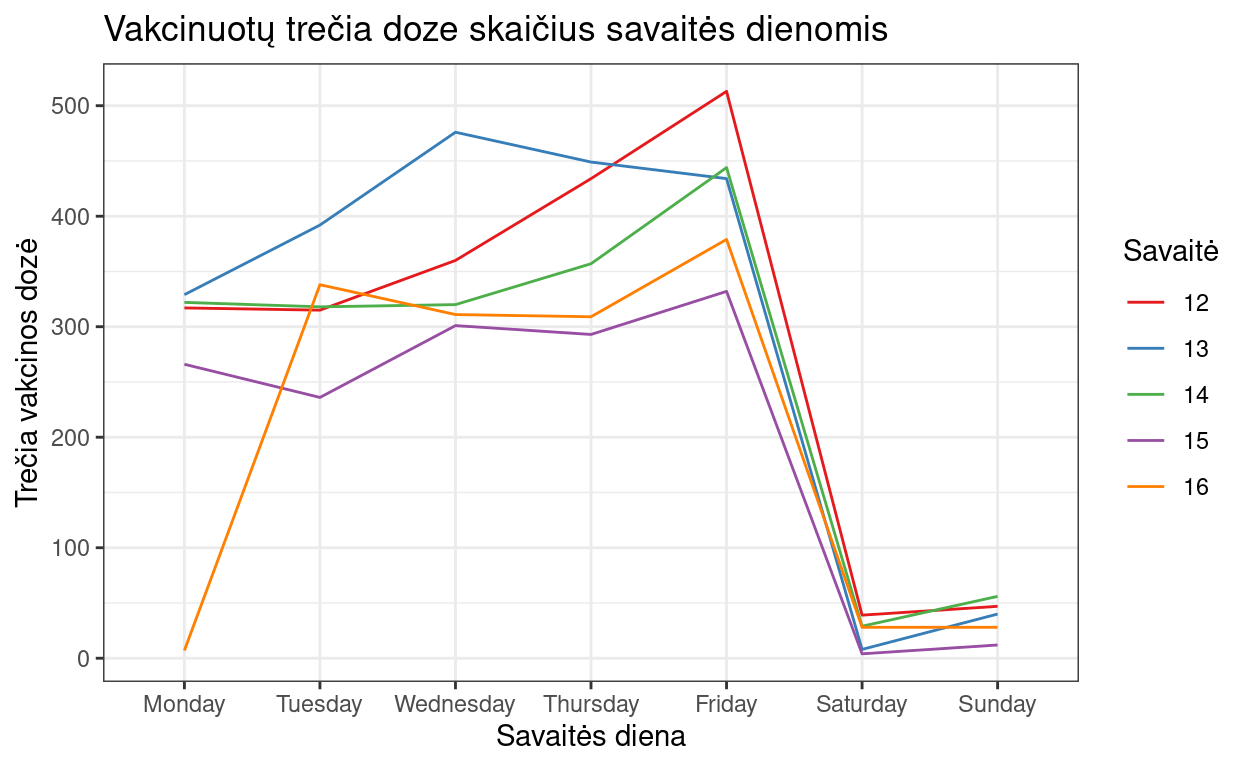 Vakcinuotų trečia doze skaičius savaitės dienomis
Trečia vakcinos dozė
500
400
300
200
100
0
Monday Tuesday Wednesday Thursday Friday Saturday Sunday
Savaitės diena
Savaitė
12
13
14
15
16